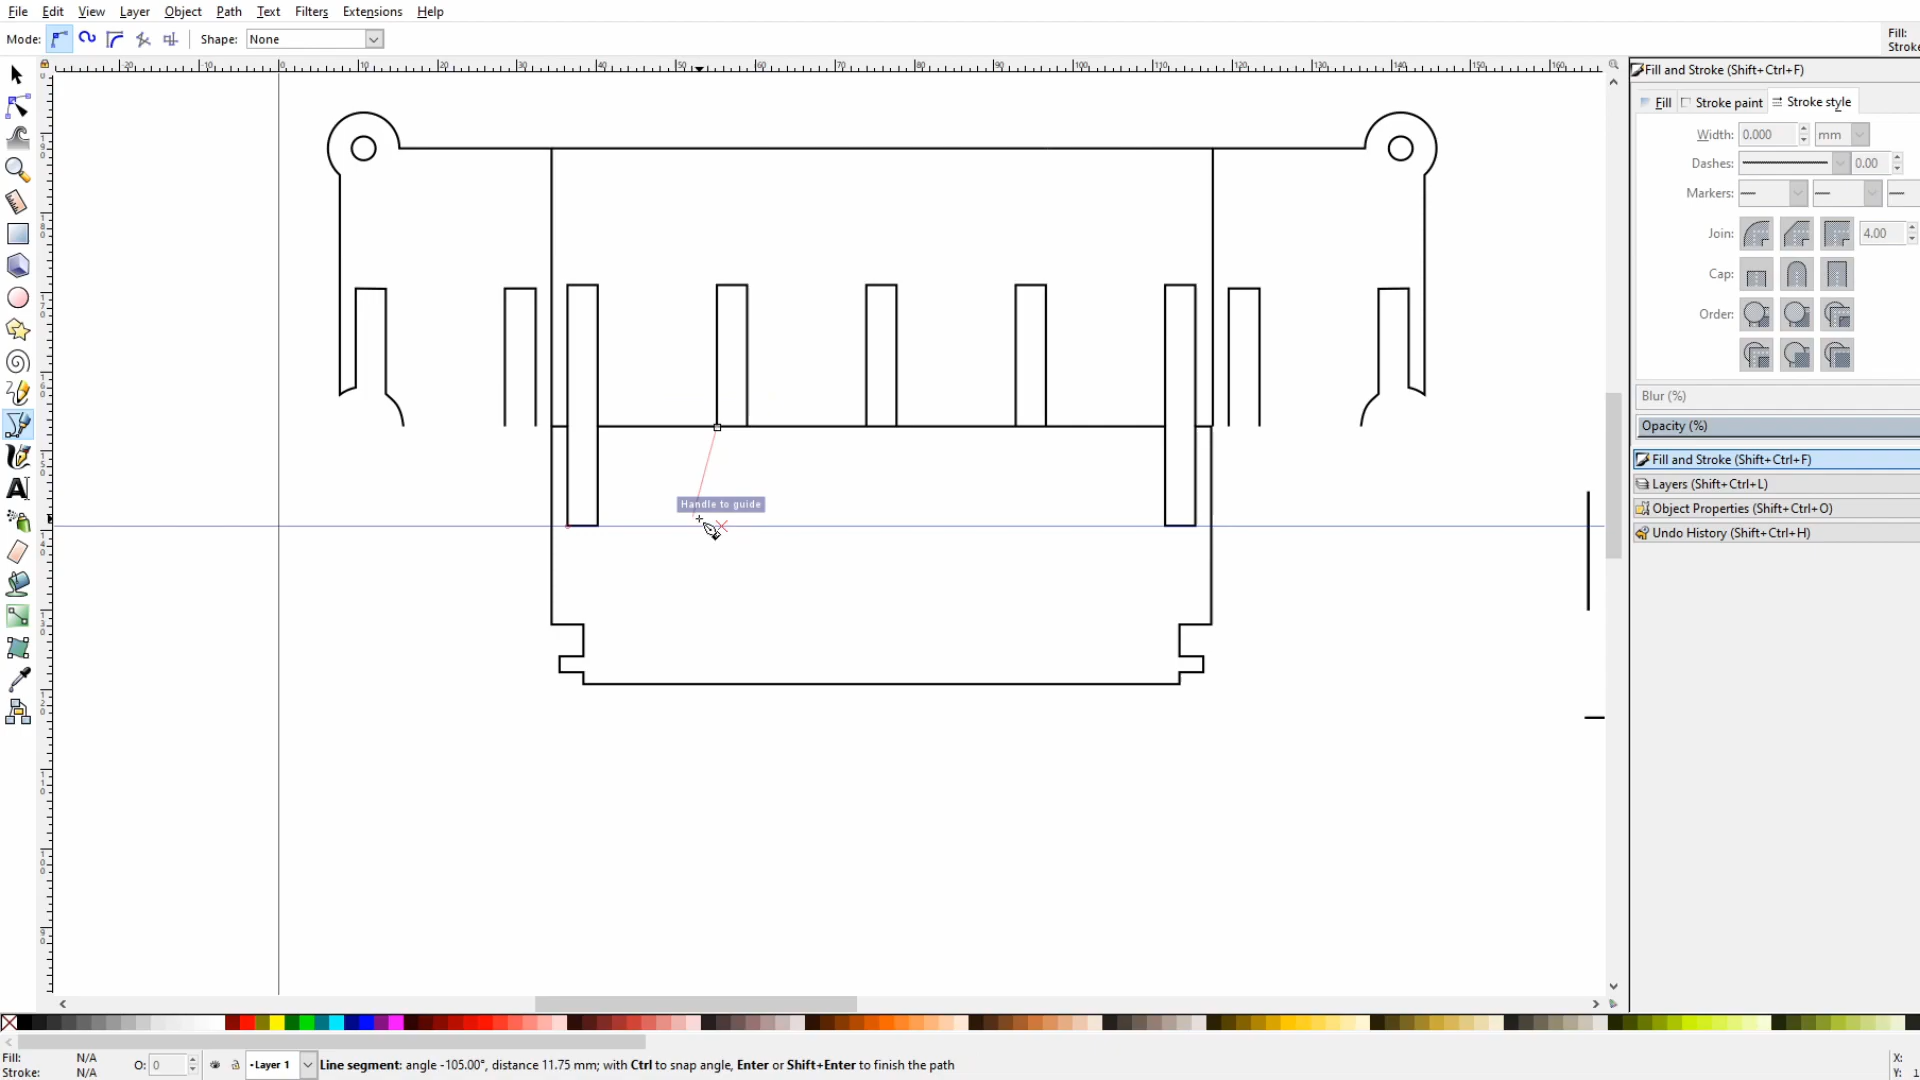 File Edit View Layer Object Path Text Filters Extensions Help
Mode: Shape: None Fill:
Stroke
Fill and Stroke (Shift+Ctrl+F)
Fill Stroke paint Stroke style
Width: 0.000 mm
Dashes: 0.00
Markers:
Join: 4.00
Cap:
Order:
Blur (%)
Opacity (%)
Fill and Stroke (Shift+Ctrl+F)
Layers (Shift+Ctrl+L)
Object Properties (Shift+Ctrl+O)
Undo History (Shift+Ctrl+H)
Handle to guide
Fill: N/A
Stroke: N/A
O: 0
-Layer 1
Line segment: angle -105.00°, distance 11.75 mm; with Ctrl to snap angle, Enter or Shift+Enter to finish the path
X:
Y: 1